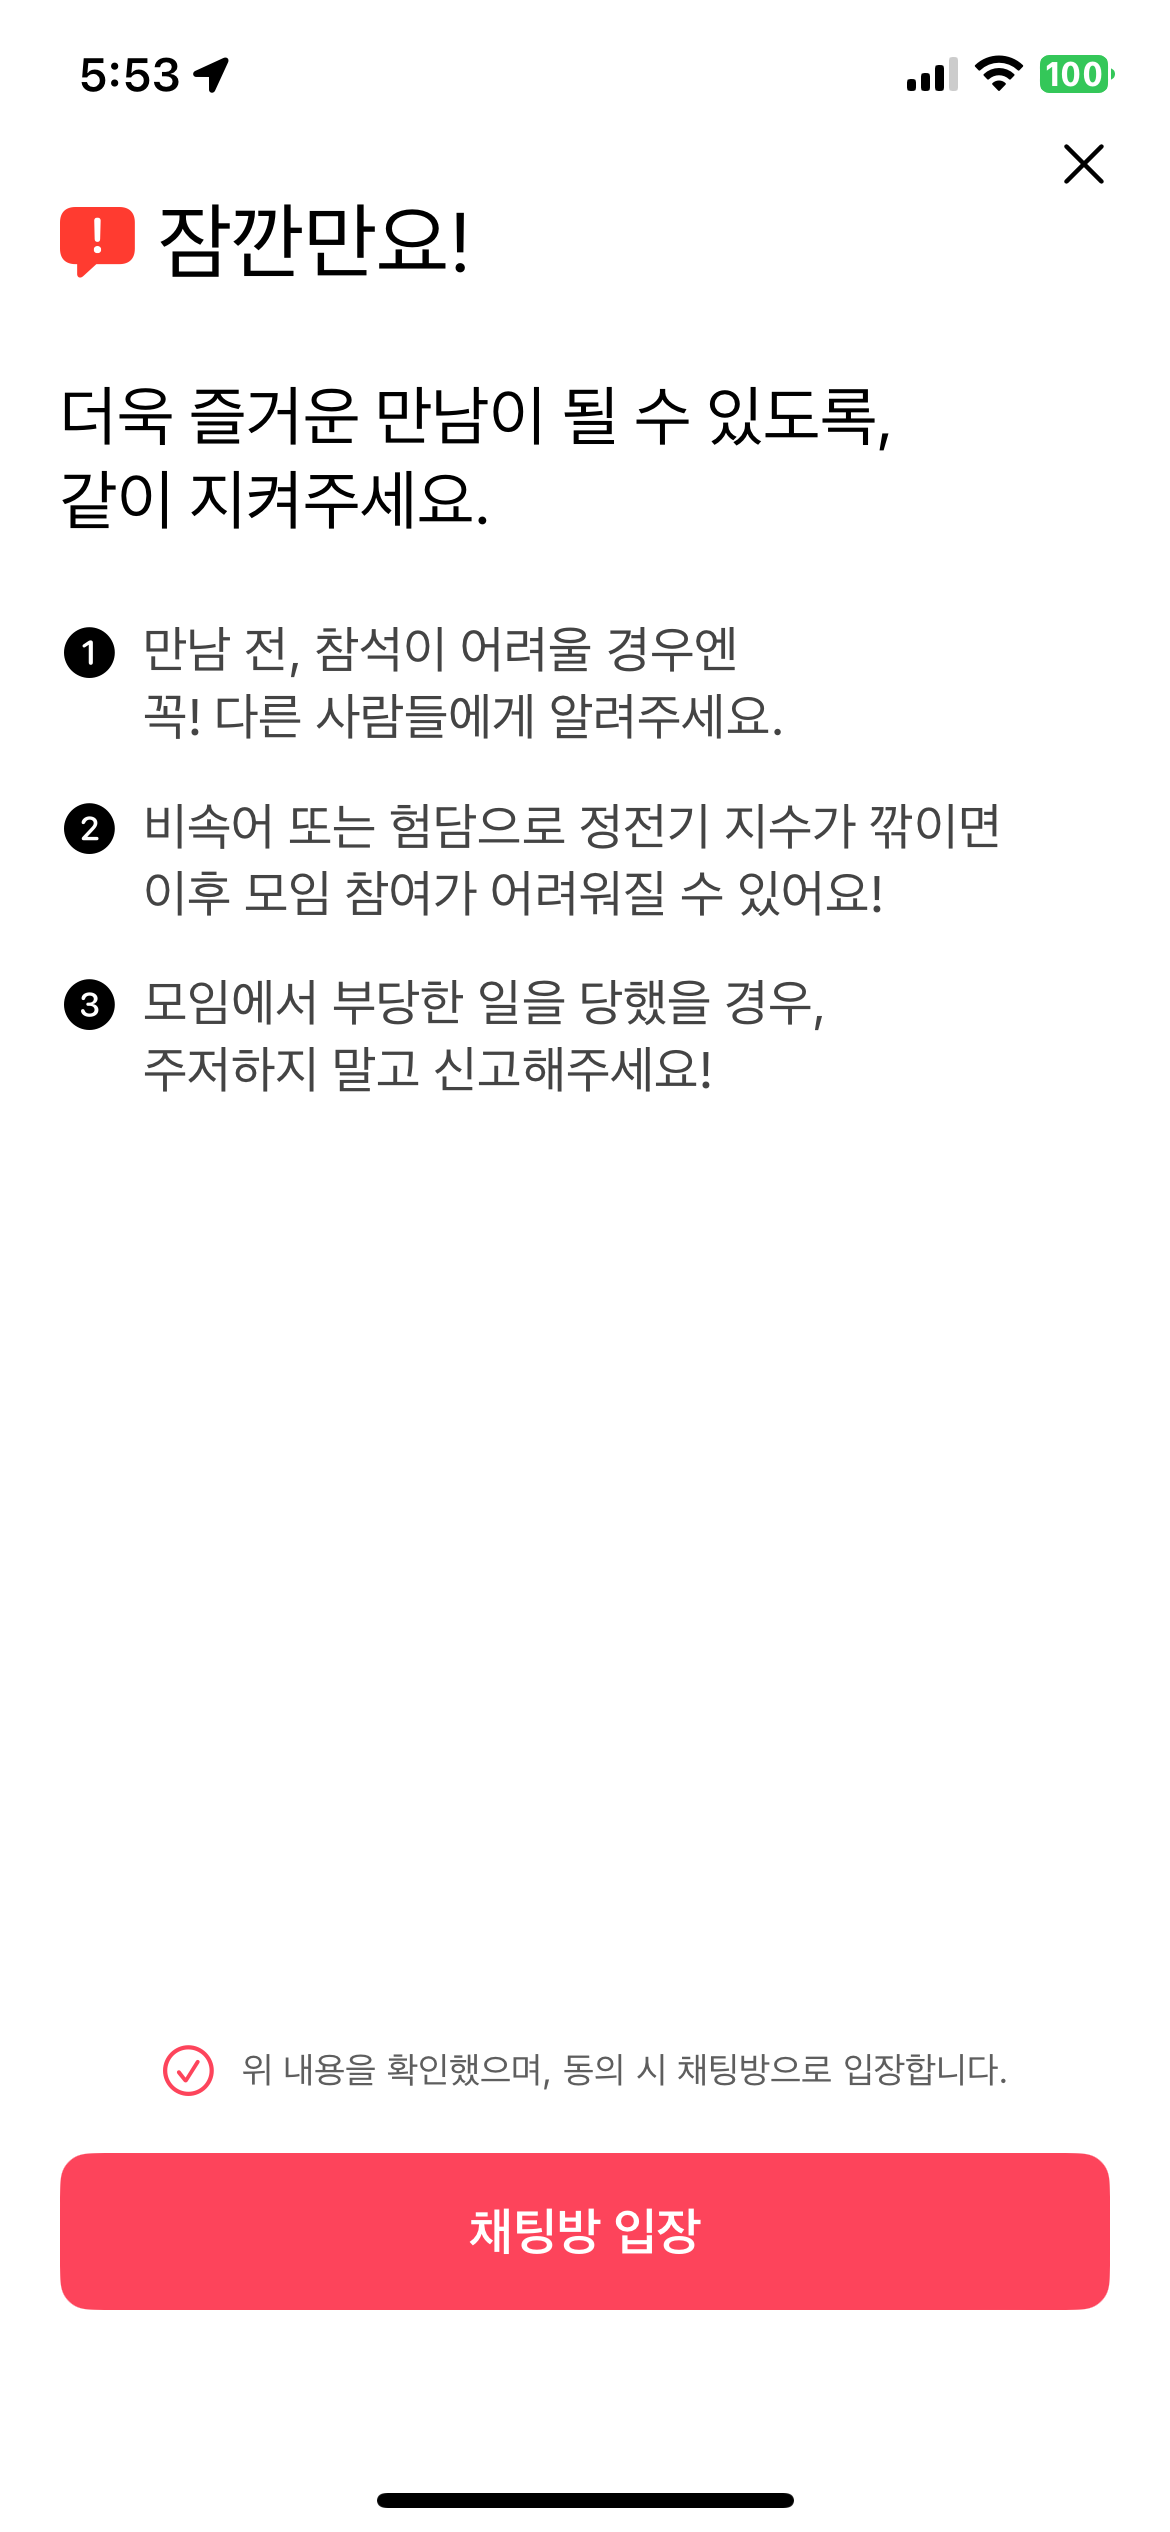 5:53
100
잠깐만요!
더욱 즐거운 만남이 될 수 있도록,
같이 지켜주세요.
1 만남 전, 참석이 어려울 경우엔
꼭! 다른 사람들에게 알려주세요.
2 비속어 또는 험담으로 정전기 지수가 깎이면
이후 모임 참여가 어려워질 수 있어요!
3 모임에서 부당한 일을 당했을 경우,
주저하지 말고 신고해주세요!
위 내용을 확인했으며, 동의 시 채팅방으로 입장합니다.
채팅방 입장